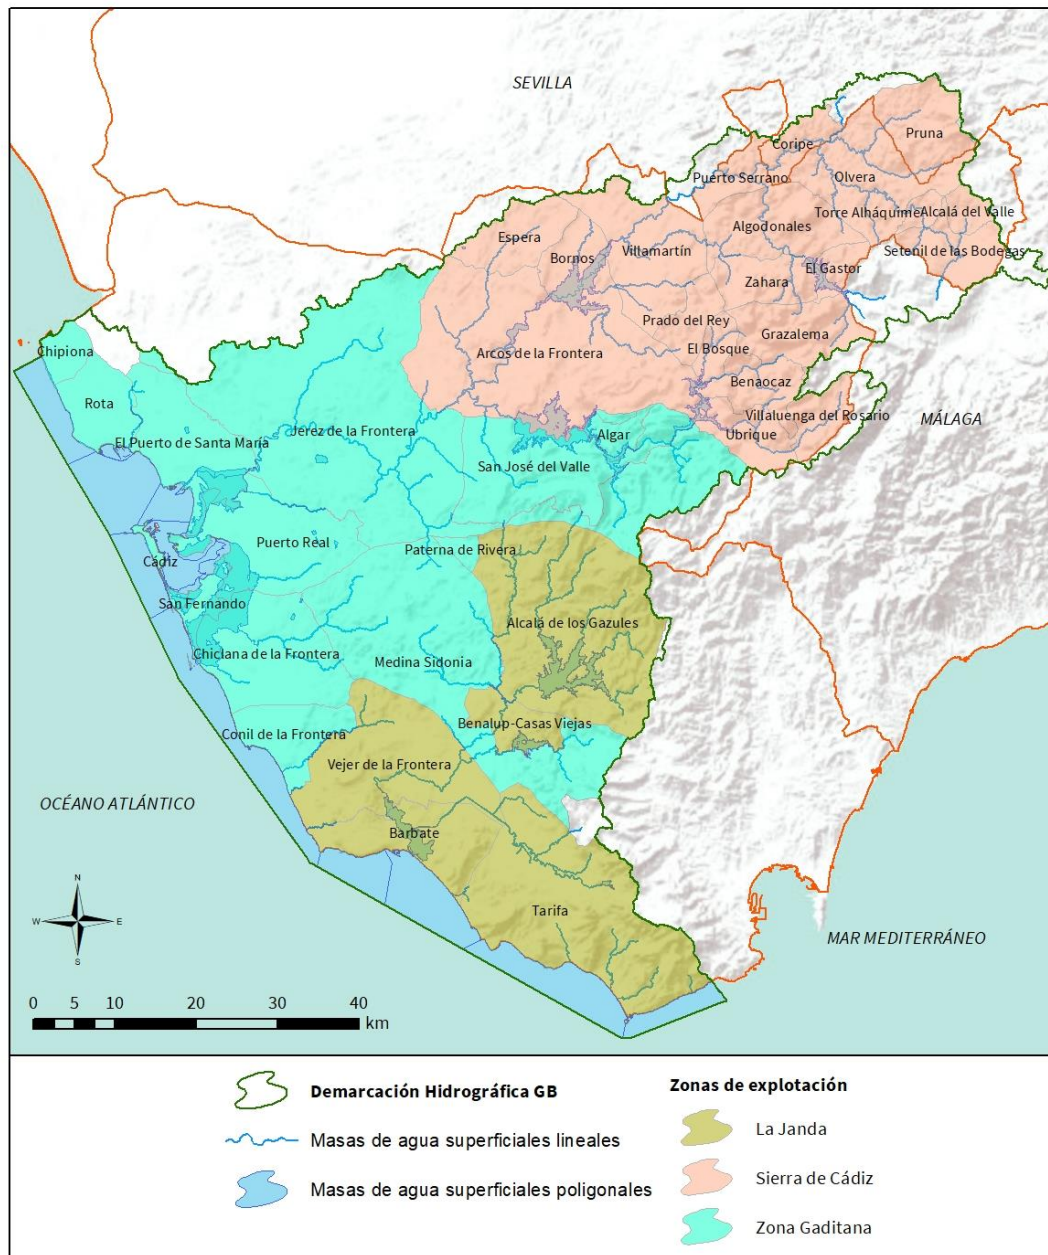 SEVILLA
Pruna
Coripe
Puerto Serrano
Olvera
Torre Alháquime
Alcalá del Valle
Algodonales
Espera
Villamartín
Setenil de las Bodegas
Bornos
El Gastor
Zahara
Prado del Rey
Grazalema
Chipiona
El Bosque
Arcos de la Frontera
Benaocaz
Rota
Villaluenga del Rosario
MÁLAGA
Jerez de la Frontera
Algar
Ubrique
El Puerto de Santa María
San José del Valle
Puerto Real
Paterna de Rivera
Cádiz
San Fernando
Alcalá de los Gazules
Chiclana de la Frontera
Medina Sidonia
Benalup-Casas Viejas
Conil de la Frontera
Vejer de la Frontera
OCÉANO ATLÁNTICO
Barbate
N
W
E
S
Tarifa
MAR MEDITERRÁNEO
0 5 10 20 30 40
km
Demarcación Hidrográfica GB
Masas de agua superficiales lineales
Masas de agua superficiales poligonales
Zonas de explotación
La Janda
Sierra de Cádiz
Zona Gaditana